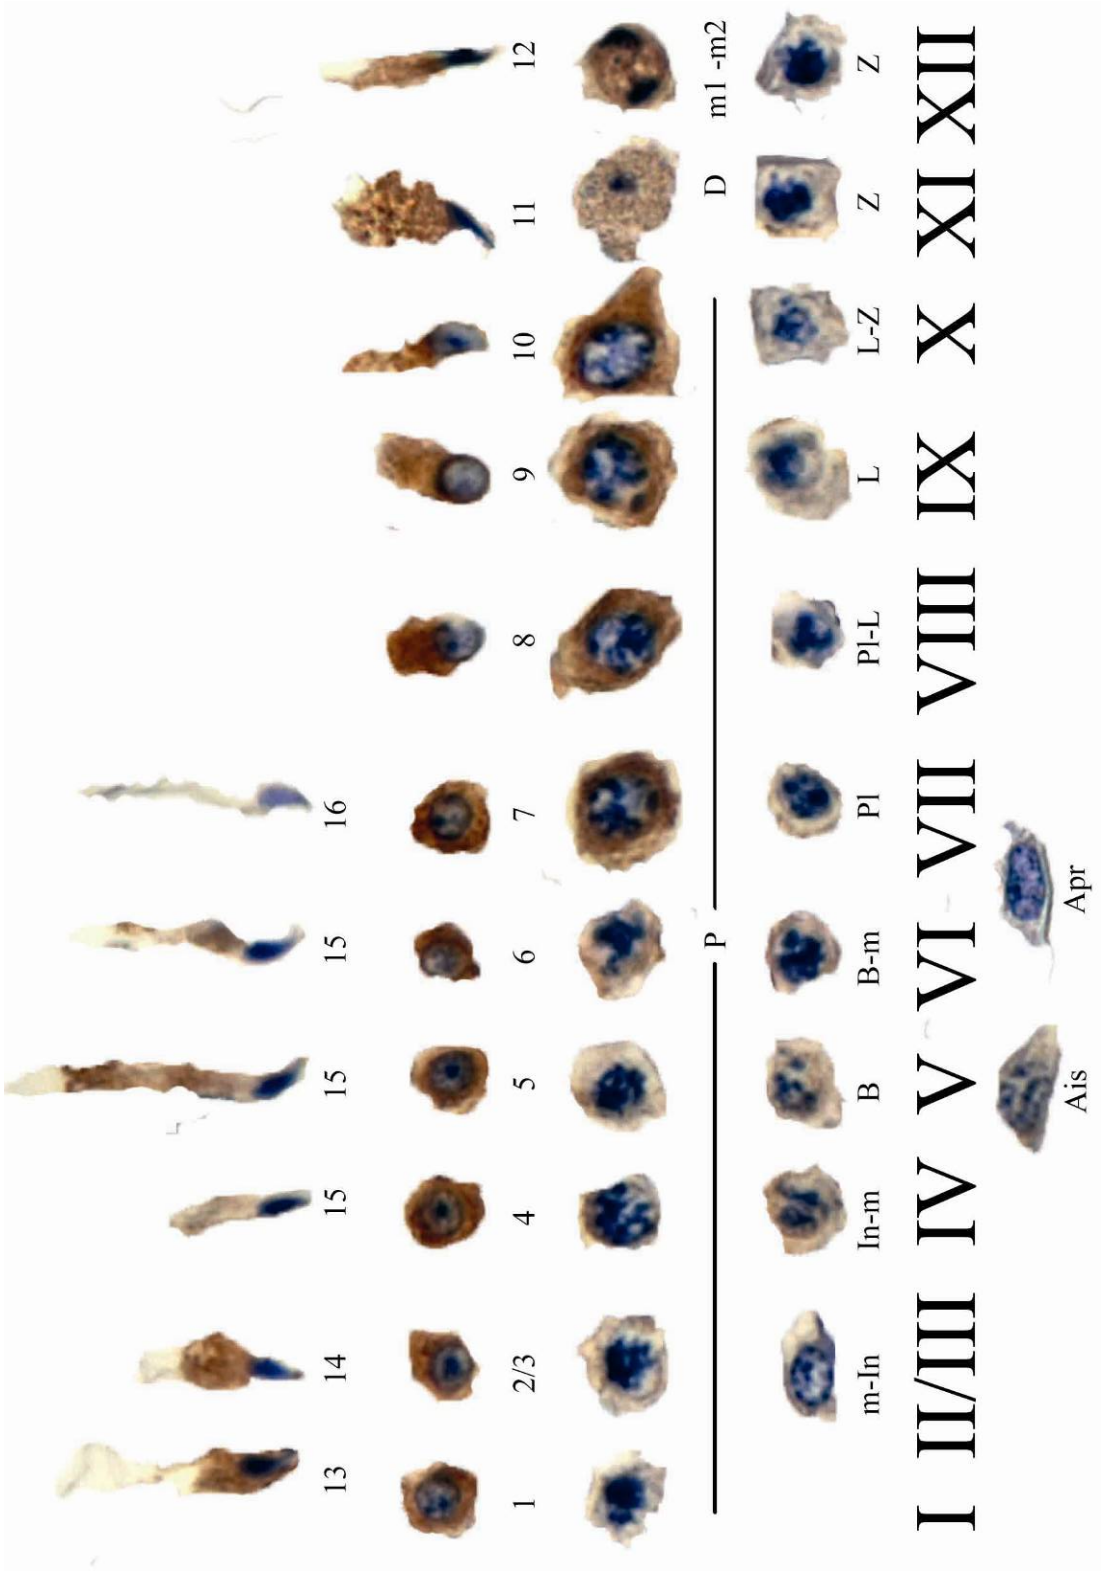 13 14 15 15 15 16
1 2/3 4 5 6 7 8 9 10 11 12
P D m1 -m2
m-In In-m B B-m Pl Pl-L L L-Z Z Z
I II/III IV V VI VII VIII IX X XI XII
Ais Apr